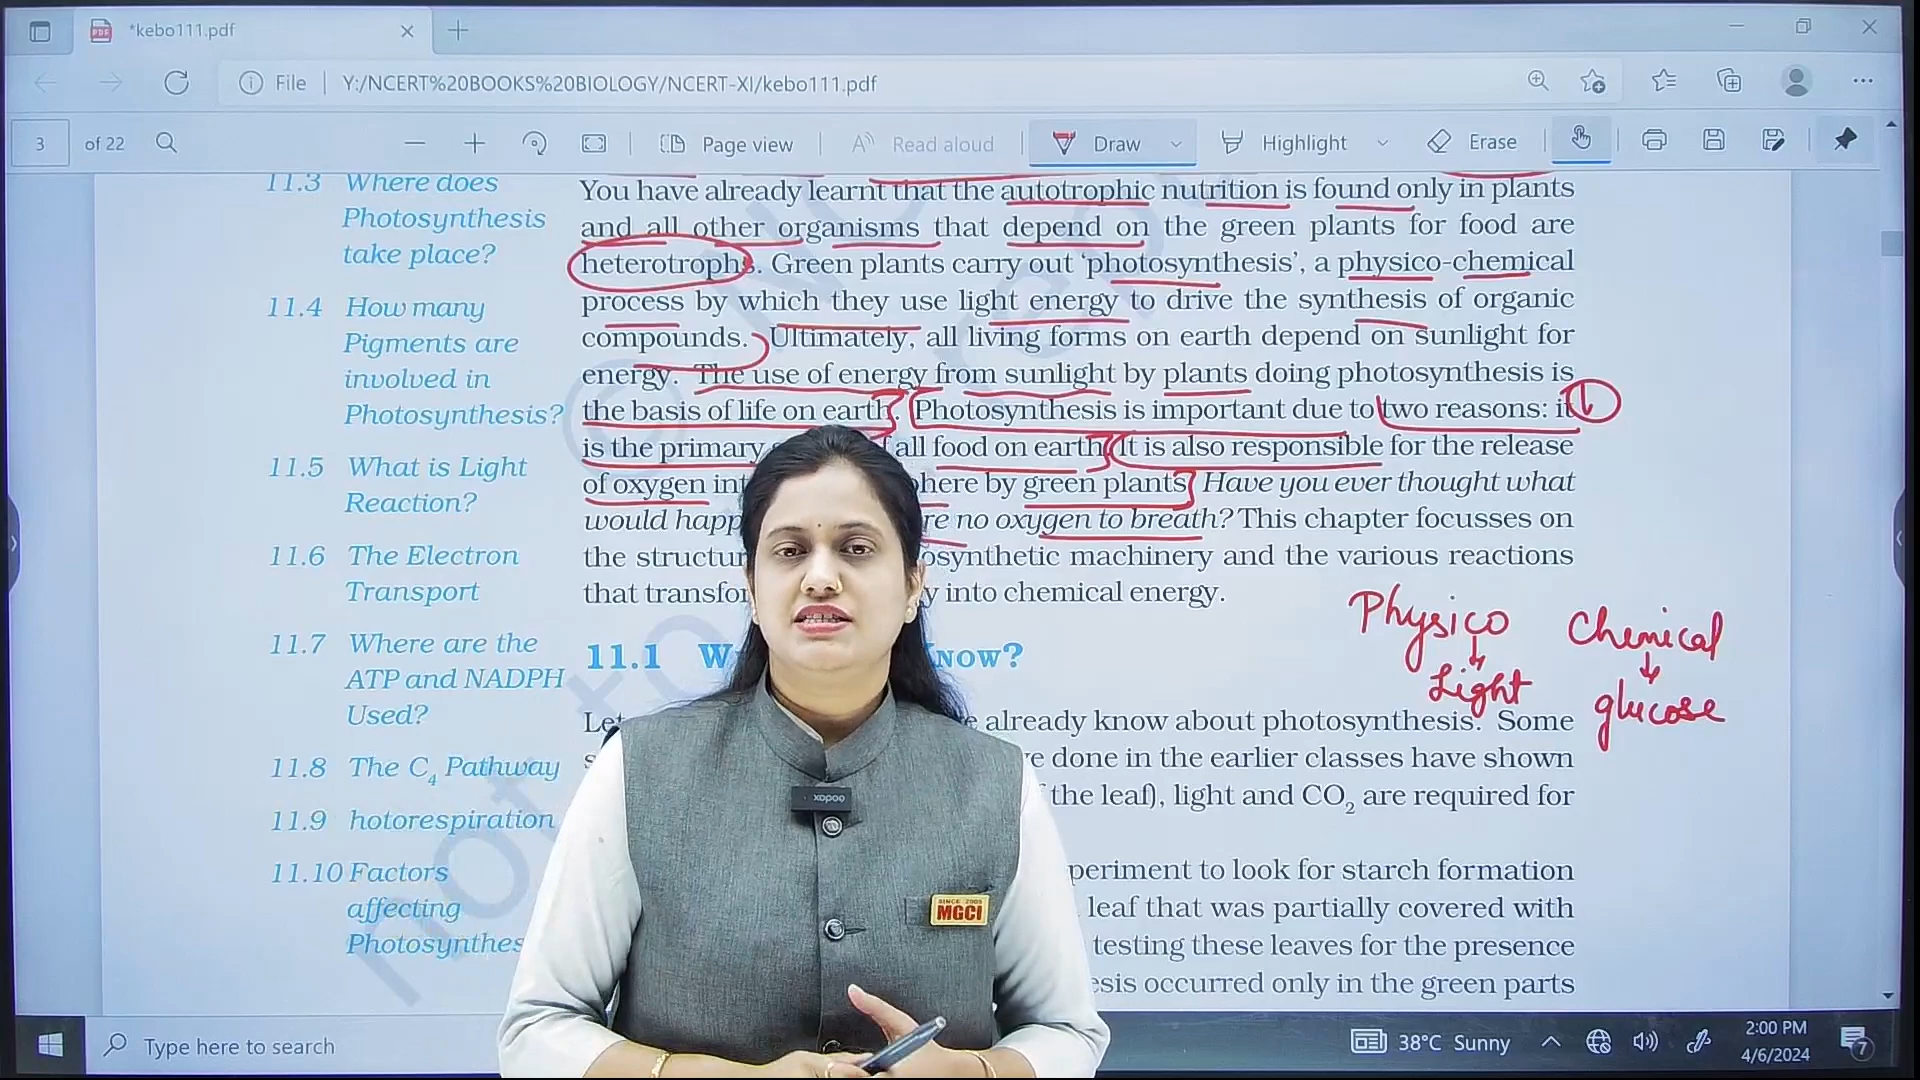 *kebo111.pdf
File
Y:/NCERT%20BOOKS%20BIOLOGY/NCERT-XI/kebo111.pdf
3 of 22
Page view
Read aloud
Draw
Highlight
Erase
11.3 Where does
Photosynthesis
take place?
11.4 How many
Pigments are
involved in
Photosynthesis?
11.5 What is Light
Reaction?
11.6 The Electron
Transport
11.7 Where are the
ATP and NADPH
Used?
11.8 The C4 Pathway
11.9 hotorespiration
11.10 Factors
affecting
Photosynthes
You have already learnt that the autotrophic nutrition is found only in plants
and all other organisms that depend on the green plants for food are
heterotrophs. Green plants carry out ‘photosynthesis’, a physico-chemical
process by which they use light energy to drive the synthesis of organic
compounds. Ultimately, all living forms on earth depend on sunlight for
energy. The use of energy from sunlight by plants doing photosynthesis is
the basis of life on earth. Photosynthesis is important due to two reasons: it
is the primary all food on earth. It is also responsible for the release
of oxygen int here by green plants. Have you ever thought what
would happ re no oxygen to breath? This chapter focusses on
the structur osynthetic machinery and the various reactions
that transfor y into chemical energy.
Physico Chemical
Light glucose
11.1 W Know?
Let e already know about photosynthesis. Some
s ve done in the earlier classes have shown
f the leaf), light and CO2 are required for
periment to look for starch formation
leaf that was partially covered with
testing these leaves for the presence
esis occurred only in the green parts
SINCE 2005
MGCI
Type here to search
38°C Sunny
2:00 PM
4/6/2024
7